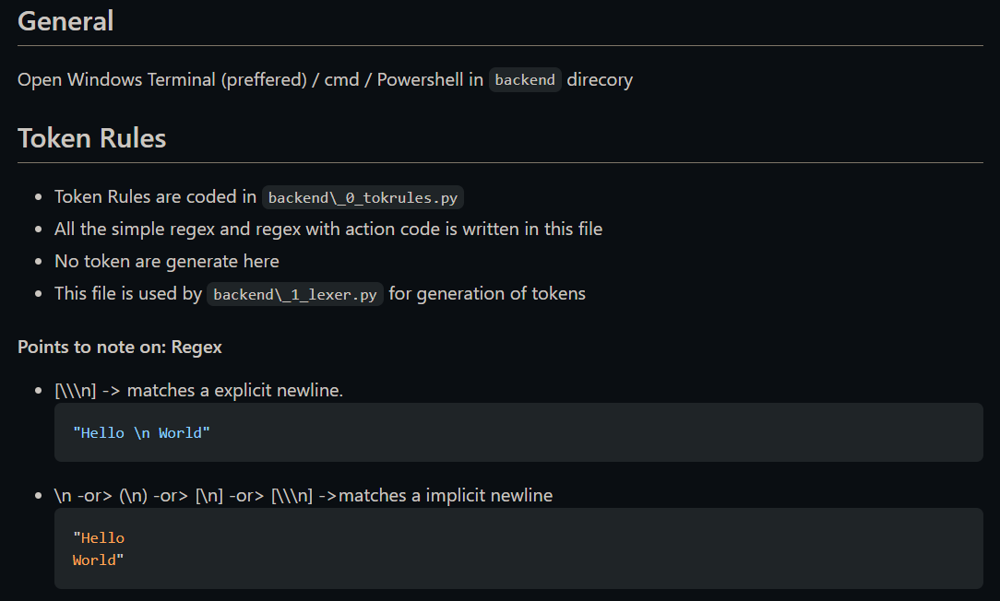 General
Open Windows Terminal (preffered) / cmd / Powershell in backend direcory
Token Rules
Token Rules are coded in backend\_0_tokrules.py
All the simple regex and regex with action code is written in this file
No token are generate here
This file is used by backend\_1_lexer.py for generation of tokens
Points to note on: Regex
[\\\n] -> matches a explicit newline.
"Hello \n World"
\n -or> (\n) -or> [\n] -or> [\\\n] ->matches a implicit newline
"Hello
World"